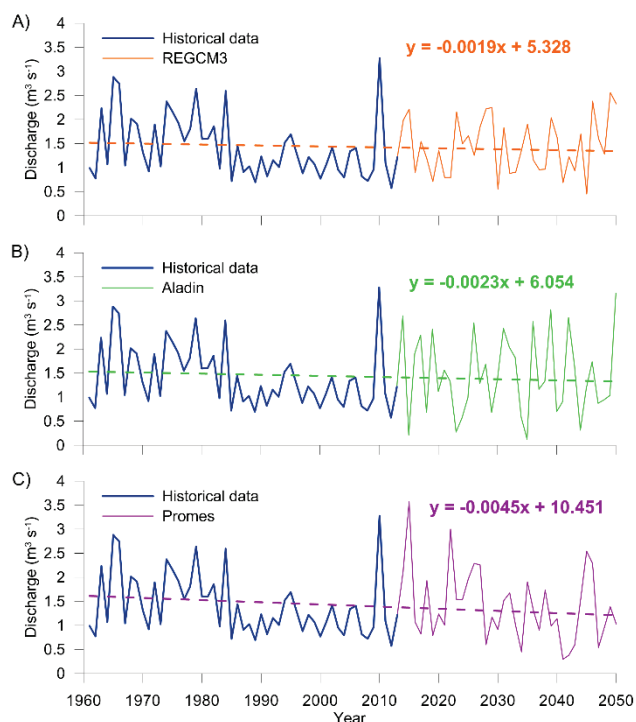 A)
Historical data
REGCM3
y = -0.0019x + 5.328
Discharge (m³ s⁻¹)
4
3.5
3
2.5
2
1.5
1
0.5
0
B)
Historical data
Aladin
y = -0.0023x + 6.054
Discharge (m³ s⁻¹)
4
3.5
3
2.5
2
1.5
1
0.5
0
C)
Historical data
Promes
y = -0.0045x + 10.451
Discharge (m³ s⁻¹)
4
3.5
3
2.5
2
1.5
1
0.5
0
1960 1970 1980 1990 2000 2010 2020 2030 2040 2050
Year